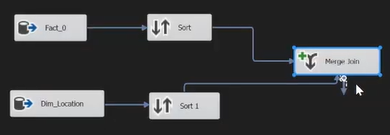 Fact_0
Sort
Merge Join
Dim_Location
Sort 1